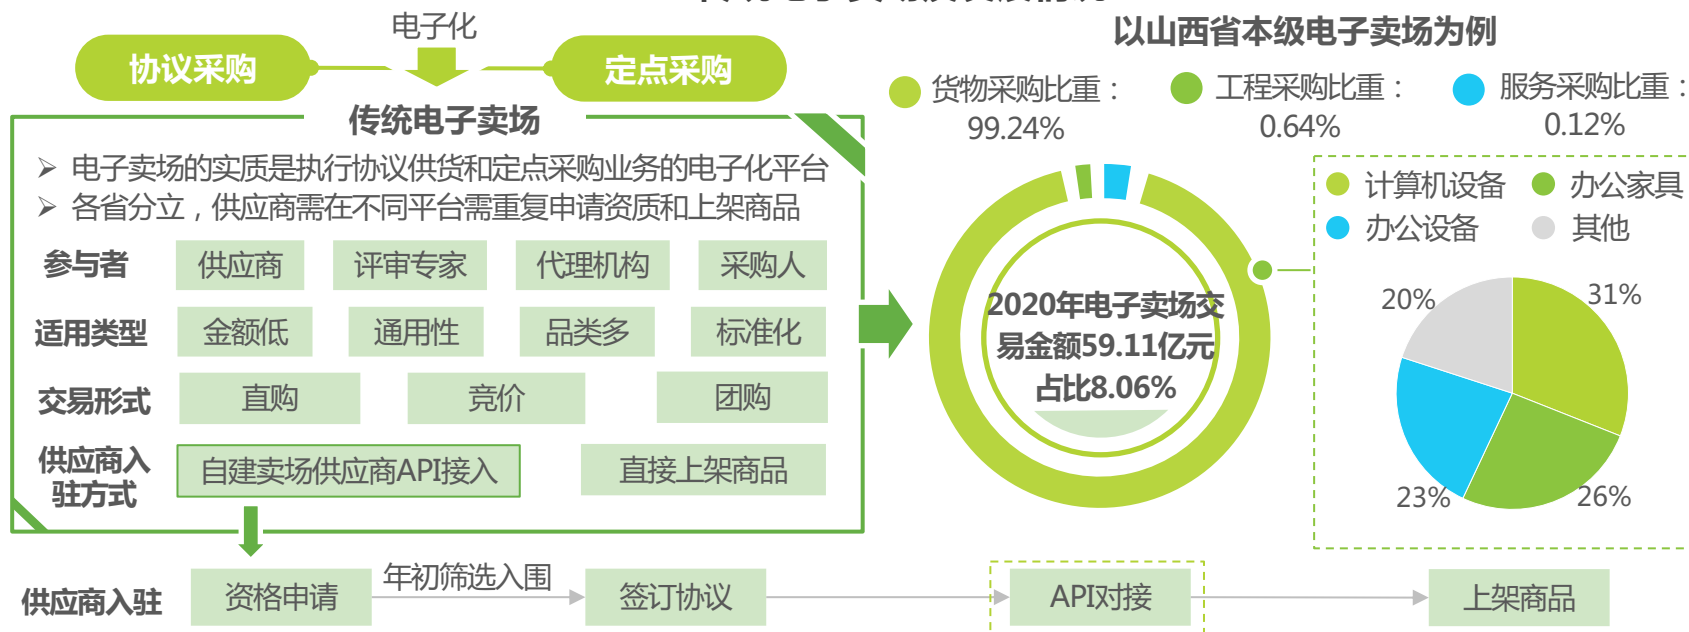 以山西省本级电子卖场为例
电子化
协议采购
定点采购
传统电子卖场
➢ 电子卖场的实质是执行协议供货和定点采购业务的电子化平台
➢ 各省分立，供应商需在不同平台需重复申请资质和上架商品
参与者
供应商
评审专家
代理机构
采购人
适用类型
金额低
通用性
品类多
标准化
交易形式
直购
竞价
团购
供应商入
驻方式
自建卖场供应商API接入
直接上架商品
货物采购比重：
99.24%
工程采购比重：
0.64%
服务采购比重：
0.12%
2020年电子卖场交
易金额59.11亿元
占比8.06%
计算机设备
办公家具
办公设备
其他
20%
31%
23%
26%
供应商入驻
资格申请
年初筛选入围
签订协议
API对接
上架商品